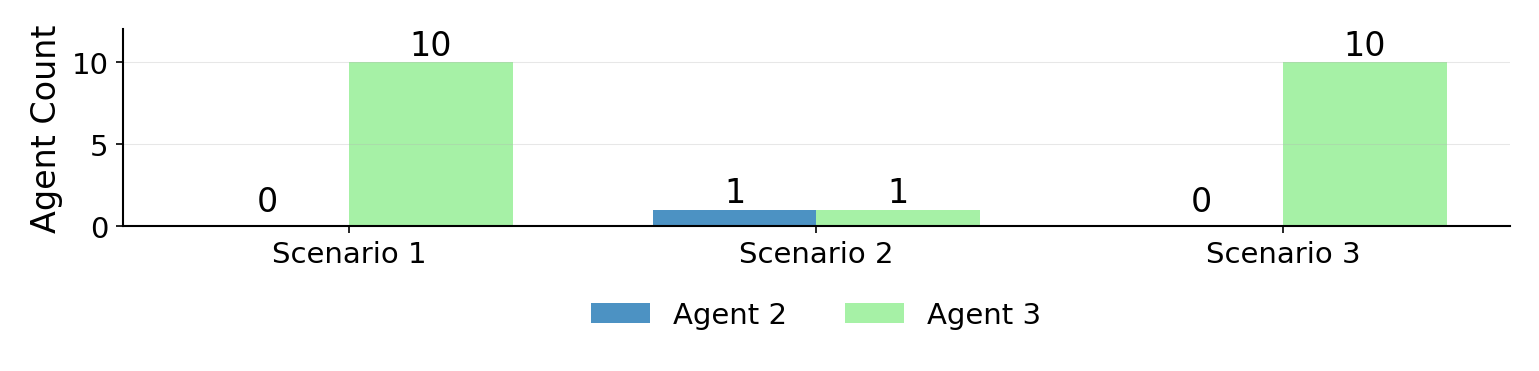 Agent Count
10
5
0
0
10
1
1
0
10
Scenario 1
Scenario 2
Scenario 3
Agent 2
Agent 3